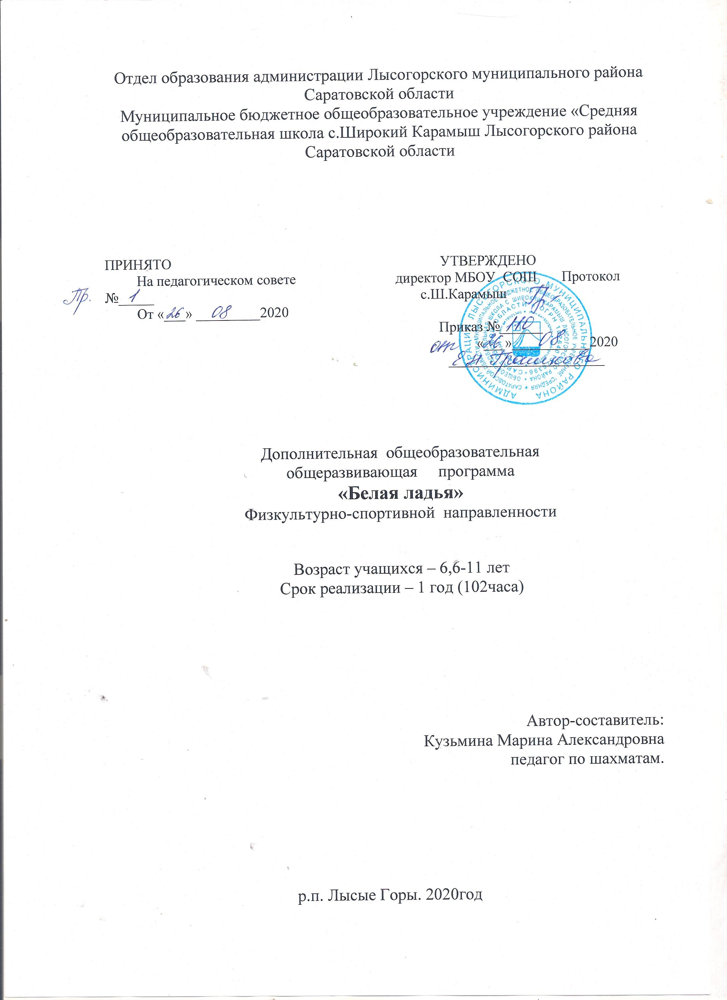 Отдел образования администрации Лысогорского муниципального района
Саратовской области
Муниципальное бюджетное общеобразовательное учреждение «Средняя
общеобразовательная школа с.Широкий Карамыш Лысогорского района
Саратовской области
ПРИНЯТО
На педагогическом совете
Пр. №_____ 1
От «26» 08 2020
УТВЕРЖДЕНО
директор МБОУ СОШ Протокол
с.Ш.Карамыш
Приказ № 110
от «26» 08 2020
АДМИНИСТРАЦИЯ ЛЫСОГОРСКОГО МУНИЦИПАЛЬНОГО РАЙОНА
Дополнительная общеобразовательная
общеразвивающая программа
«Белая ладья»
Физкультурно-спортивной направленности
Возраст учащихся – 6,6-11 лет
Срок реализации – 1 год (102часа)
Автор-составитель:
Кузьмина Марина Александровна
педагог по шахматам.
р.п. Лысые Горы. 2020год